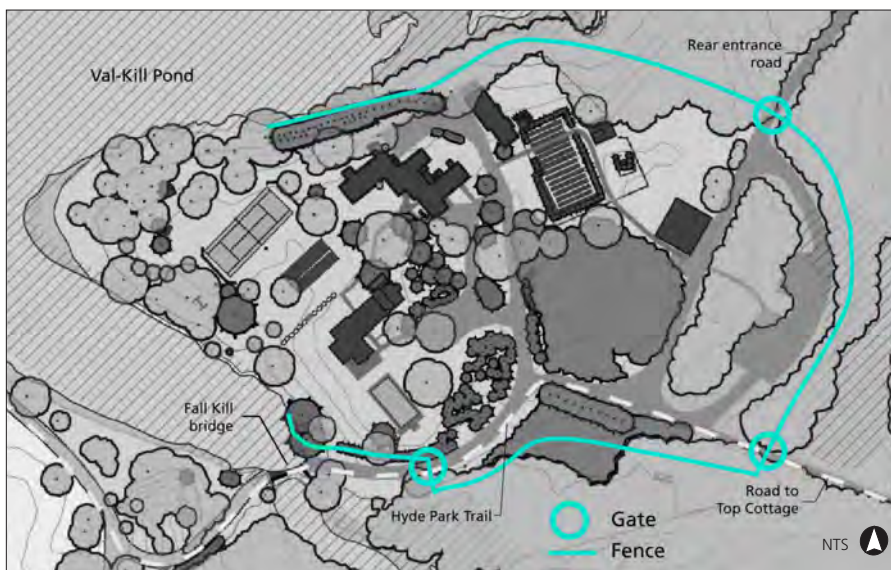 Val-Kill Pond
Rear entrance
road
Fall Kill
bridge
Hyde Park Trail
Road to
Top Cottage
Gate
Fence
NTS